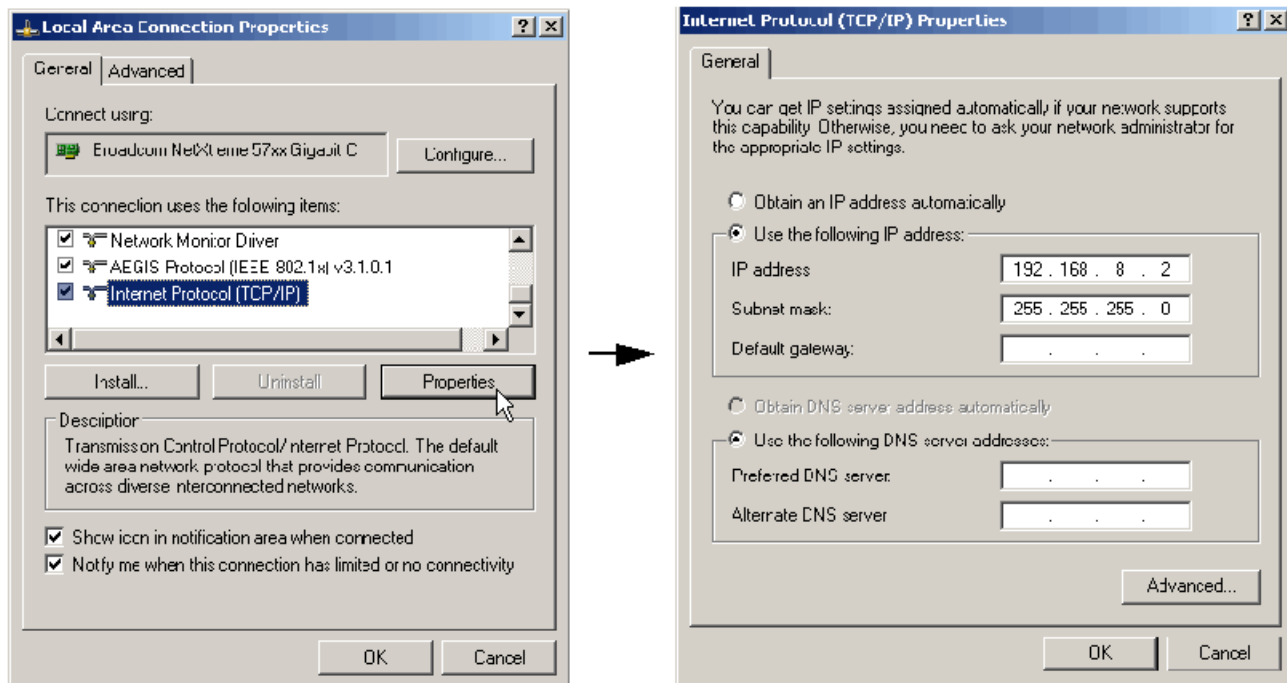 Local Area Connection Properties
General
Advanced
Connect using:
Broadcom NetXtreme 57xx Gigabit C
Configure...
This connection uses the following items:
Network Monitor Driver
AEGIS Protocol (IEEE 802.1x) v3.1.0.1
Internet Protocol (TCP/IP)
Install...
Uninstall
Properties
Description
Transmission Control Protocol/Internet Protocol. The default
wide area network protocol that provides communication
across diverse interconnected networks.
Show icon in notification area when connected
Notify me when this connection has limited or no connectivity
OK
Cancel
Internet Protocol (TCP/IP) Properties
General
You can get IP settings assigned automatically if your network supports
this capability. Otherwise, you need to ask your network administrator for
the appropriate IP settings.
Obtain an IP address automatically
Use the following IP address:
IP address
192 . 168 . 8 . 2
Subnet mask:
255 . 255 . 255 . 0
Default gateway:
. . .
Obtain DNS server address automatically
Use the following DNS server addresses:
Preferred DNS server.
. . .
Alternate DNS server
. . .
Advanced...
OK
Cancel